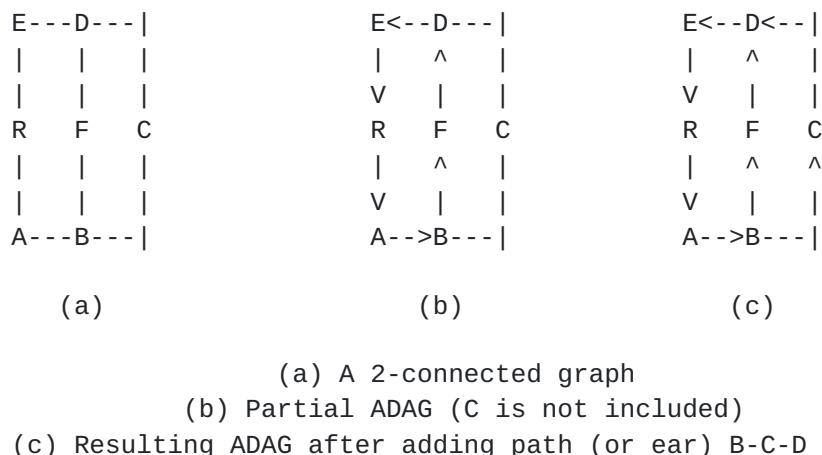 E---D---|                 E<--D---|               E<--D<--|
|   |   |                 |   ^   |               |   ^   |
|   |   |                 V   |   |               V   |   |
R   F   C                 R   F   C               R   F   C
|   |   |                 |   ^   |               |   ^   ^
|   |   |                 V   |   |               V   |   |
A---B---|                 A-->B---|               A-->B---|
(a)                       (b)                     (c)
(a) A 2-connected graph
(b) Partial ADAG (C is not included)
(c) Resulting ADAG after adding path (or ear) B-C-D